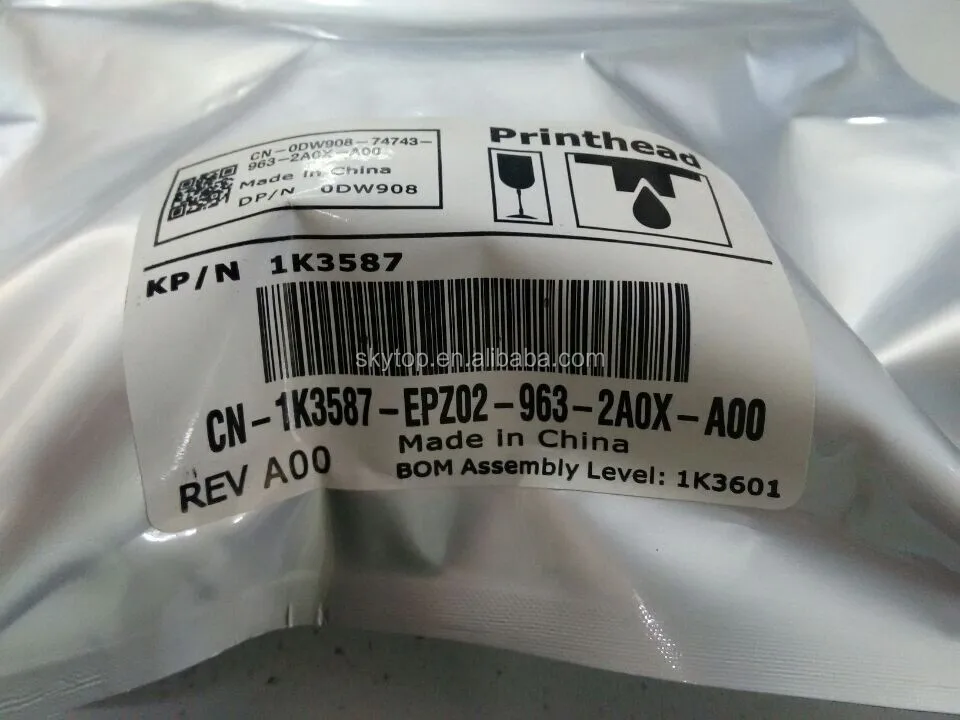 CN-0DW908-74743-
963-2A0X-A00
Made in China
DP/N 0DW908
Printhead
KP/N 1K3587
skytop.en.alibaba.com
CN-1K3587-EPZ02-963-2A0X-A00
Made in China
REV A00
BOM Assembly Level: 1K3601